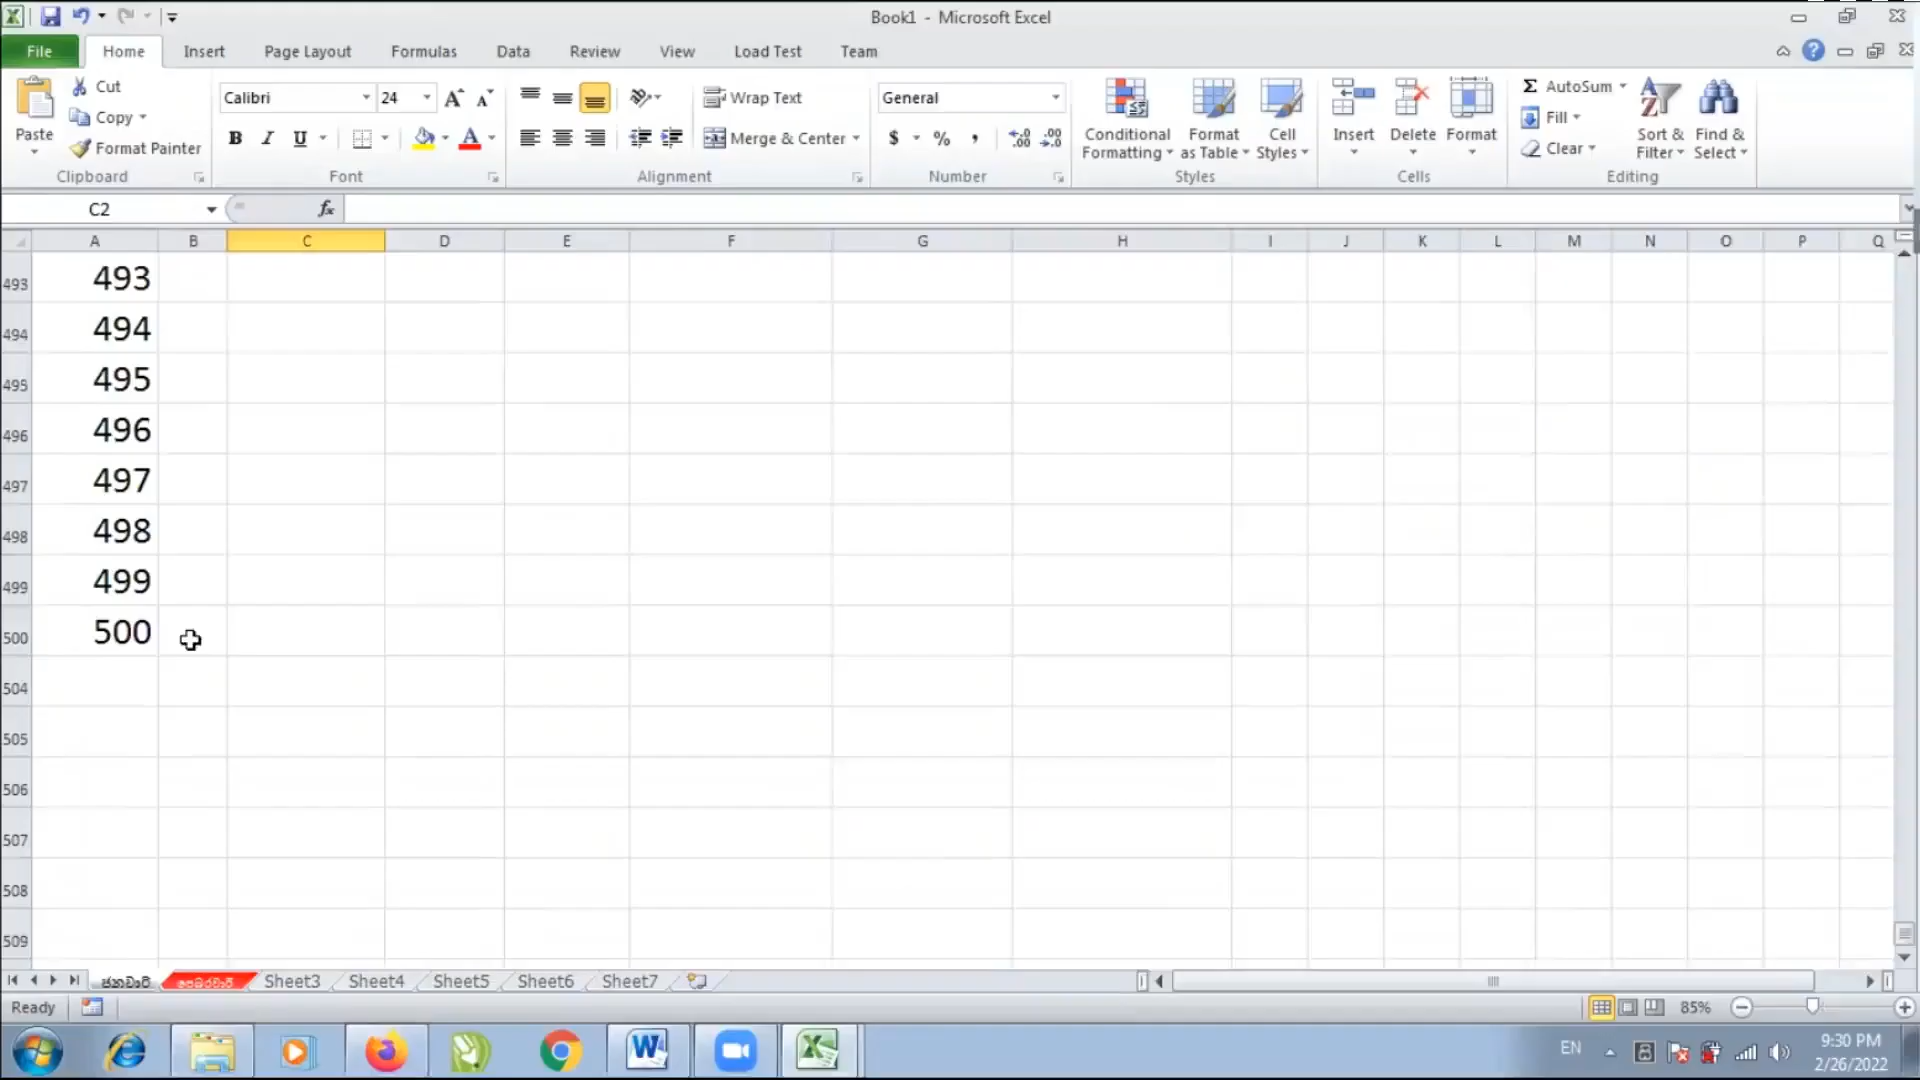 Book1 - Microsoft Excel
File Home Insert Page Layout Formulas Data Review View Load Test Team
Paste Cut Copy Format Painter Clipboard
Calibri 24 B I U Font
Wrap Text Merge & Center Alignment
General $ % , Number
Conditional Formatting Format as Table Cell Styles Styles
Insert Delete Format Cells
Σ AutoSum Fill Clear Sort & Filter Find & Select Editing
C2 fx
A B C D E F G H I J K L M N O P Q
493 493
494 494
495 495
496 496
497 497
498 498
499 499
500 500
504
505
506
507
508
509
ජනවාරි පෙබරවාරි Sheet3 Sheet4 Sheet5 Sheet6 Sheet7
Ready 85%
EN 9:30 PM
2/26/2022